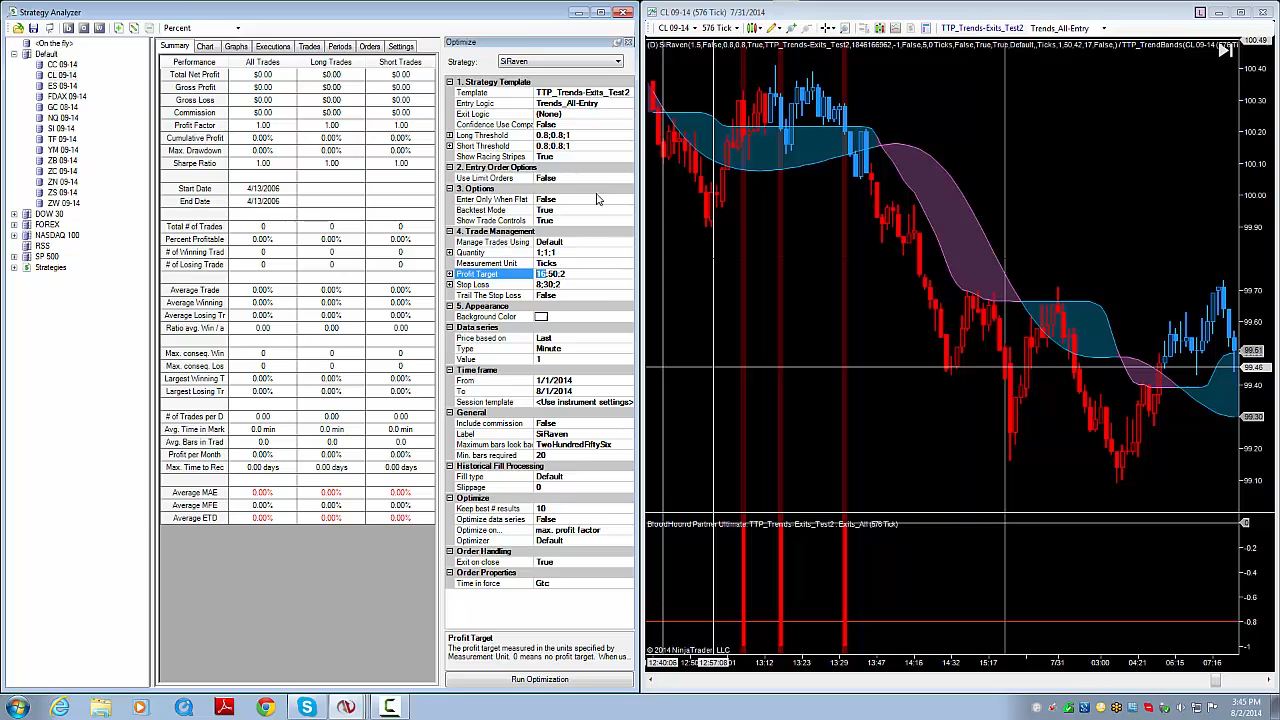 Strategy Analyzer
Percent
<On the fly>
Default
CC 09-14
CL 09-14
ES 09-14
FDAX 09-14
GC 08-14
NQ 09-14
SI 09-14
TF 09-14
YM 09-14
ZB 09-14
ZC 09-14
ZN 09-14
ZS 09-14
ZW 09-14
DOW 30
FOREX
NASDAQ 100
RSS
SP 500
Strategies
Summary Chart Graphs Executions Trades Periods Orders Settings
Performance All Trades Long Trades Short Trades
Total Net Profit $0.00 $0.00 $0.00
Gross Profit $0.00 $0.00 $0.00
Gross Loss $0.00 $0.00 $0.00
Commission $0.00 $0.00 $0.00
Profit Factor 1.00 1.00 1.00
Cumulative Profit 0.00% 0.00% 0.00%
Max. Drawdown 0.00% 0.00% 0.00%
Sharpe Ratio 1.00 1.00 1.00
Start Date 4/13/2006
End Date 4/13/2006
Total # of Trades 0 0 0
Percent Profitable 0.00% 0.00% 0.00%
# of Winning Trad 0 0 0
# of Losing Trade 0 0 0
Average Trade 0.00% 0.00% 0.00%
Average Winning 0.00% 0.00% 0.00%
Average Losing Tr 0.00% 0.00% 0.00%
Ratio avg. Win / a 0.00 0.00 0.00
Max. conseq. Win 0 0 0
Max. conseq. Los 0 0 0
Largest Winning T 0.00% 0.00% 0.00%
Largest Losing Tr 0.00% 0.00% 0.00%
# of Trades per D 0.00 0.00 0.00
Avg. Time in Mark 0.0 min 0.0 min 0.0 min
Avg. Bars in Trad 0.0 0.0 0.0
Profit per Month 0.00% 0.00% 0.00%
Max. Time to Rec 0.00 days 0.00 days 0.00 days
Average MAE 0.00% 0.00% 0.00%
Average MFE 0.00% 0.00% 0.00%
Average ETD 0.00% 0.00% 0.00%
Optimize
Strategy: SiRaven
1. Strategy Template
Template TTP_Trends-Exits_Test2
Entry Logic Trends_All-Entry
Exit Logic (None)
Confidence Use Compa False
Long Threshold 0.8;0.8;1
Short Threshold 0.8;0.8;1
Show Racing Stripes True
2. Entry Order Options
Use Limit Orders False
3. Options
Enter Only When Flat False
Backtest Mode True
Show Trade Controls True
4. Trade Management
Manage Trades Using Default
Quantity 1;1;1
Measurement Unit Ticks
Profit Target 16;50;2
Stop Loss 8;30;2
Trail The Stop Loss False
5. Appearance
Background Color
Data series
Price based on Last
Type Minute
Value 1
Time frame
From 1/1/2014
To 8/1/2014
Session template <Use instrument settings>
General
Include commission False
Label SiRaven
Maximum bars look bac TwoHundredFiftySix
Min. bars required 20
Historical Fill Processing
Fill type Default
Slippage 0
Optimize
Keep best # results 10
Optimize data series False
Optimize on... max. profit factor
Optimizer Default
Order Handling
Exit on close True
Order Properties
Time in force Gtc
Profit Target
The profit target measured in the units specified by
Measurement Unit. 0 means no profit target. When us...
Run Optimization
CL 09-14 (576 Tick) 7/31/2014
CL 09-14 576 Tick TTP_Trends-Exits_Test2 Trends_All-Entry
100.49
100.40
100.30
100.20
100.10
100.00
99.90
99.80
99.70
99.60
99.51
99.46
99.40
99.30
99.20
99.10
BloodHound Partner Ultimate: TTP_Trends-Exits_Test2 : Exits_All (576 Tick)
0
-0.2
-0.4
-0.6
-0.8
-1
© 2014 NinjaTrader, LLC
12:40:06 12:57:08 13:12 13:23 13:29 13:47 14:16 14:32 15:17 7/31 03:00 04:21 06:15 07:16
3:45 PM
8/2/2014